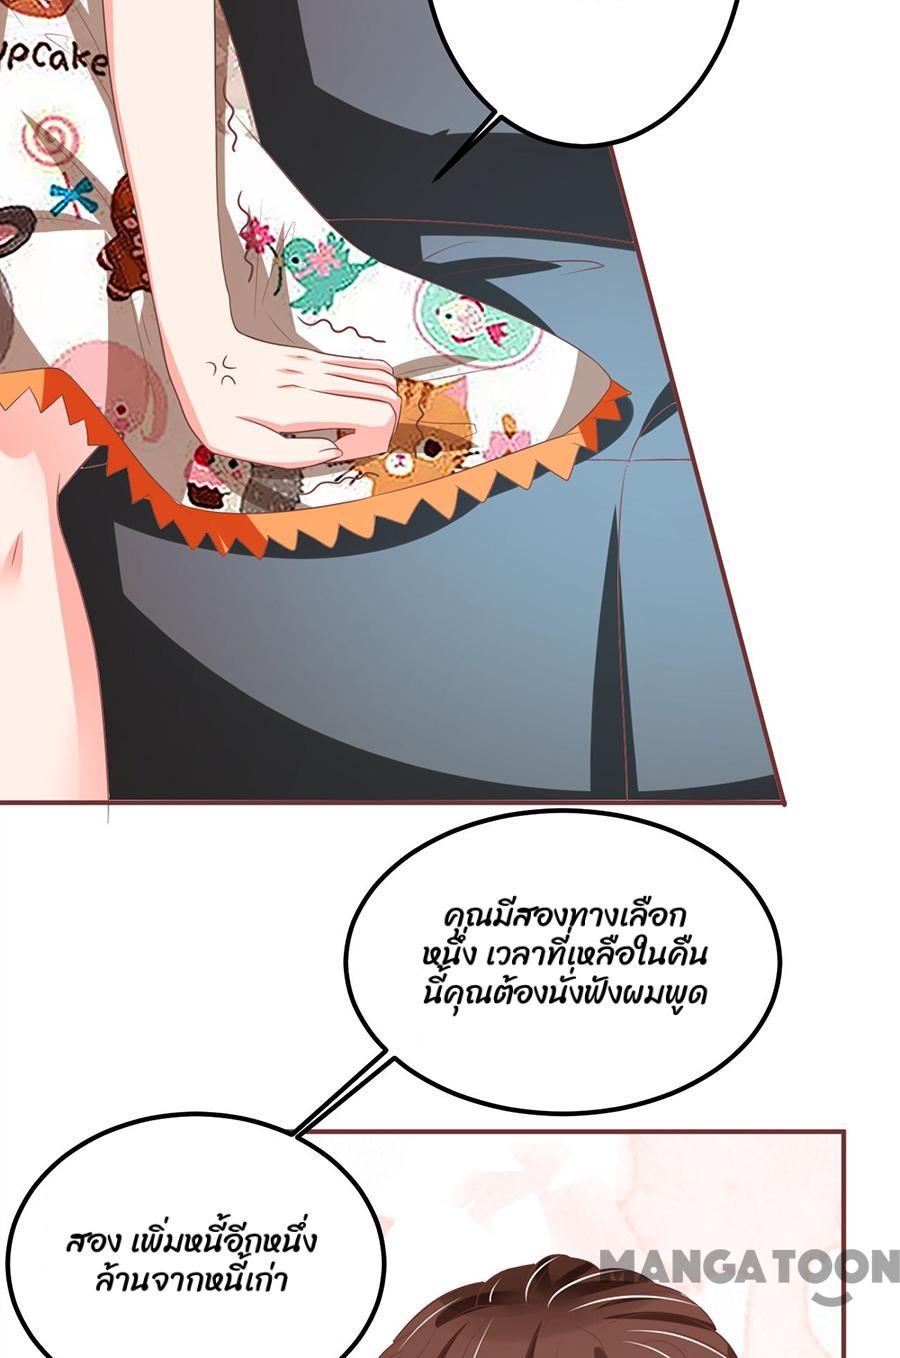 upcake
คุณมีสองทางเลือก
หนึ่ง เวลาที่เหลือในคืน
นี้คุณต้องนั่งฟังผมพูด
สอง เพิ่มหนี้อีกหนึ่ง
ล้านจากหนี้เก่า
MANGATOON